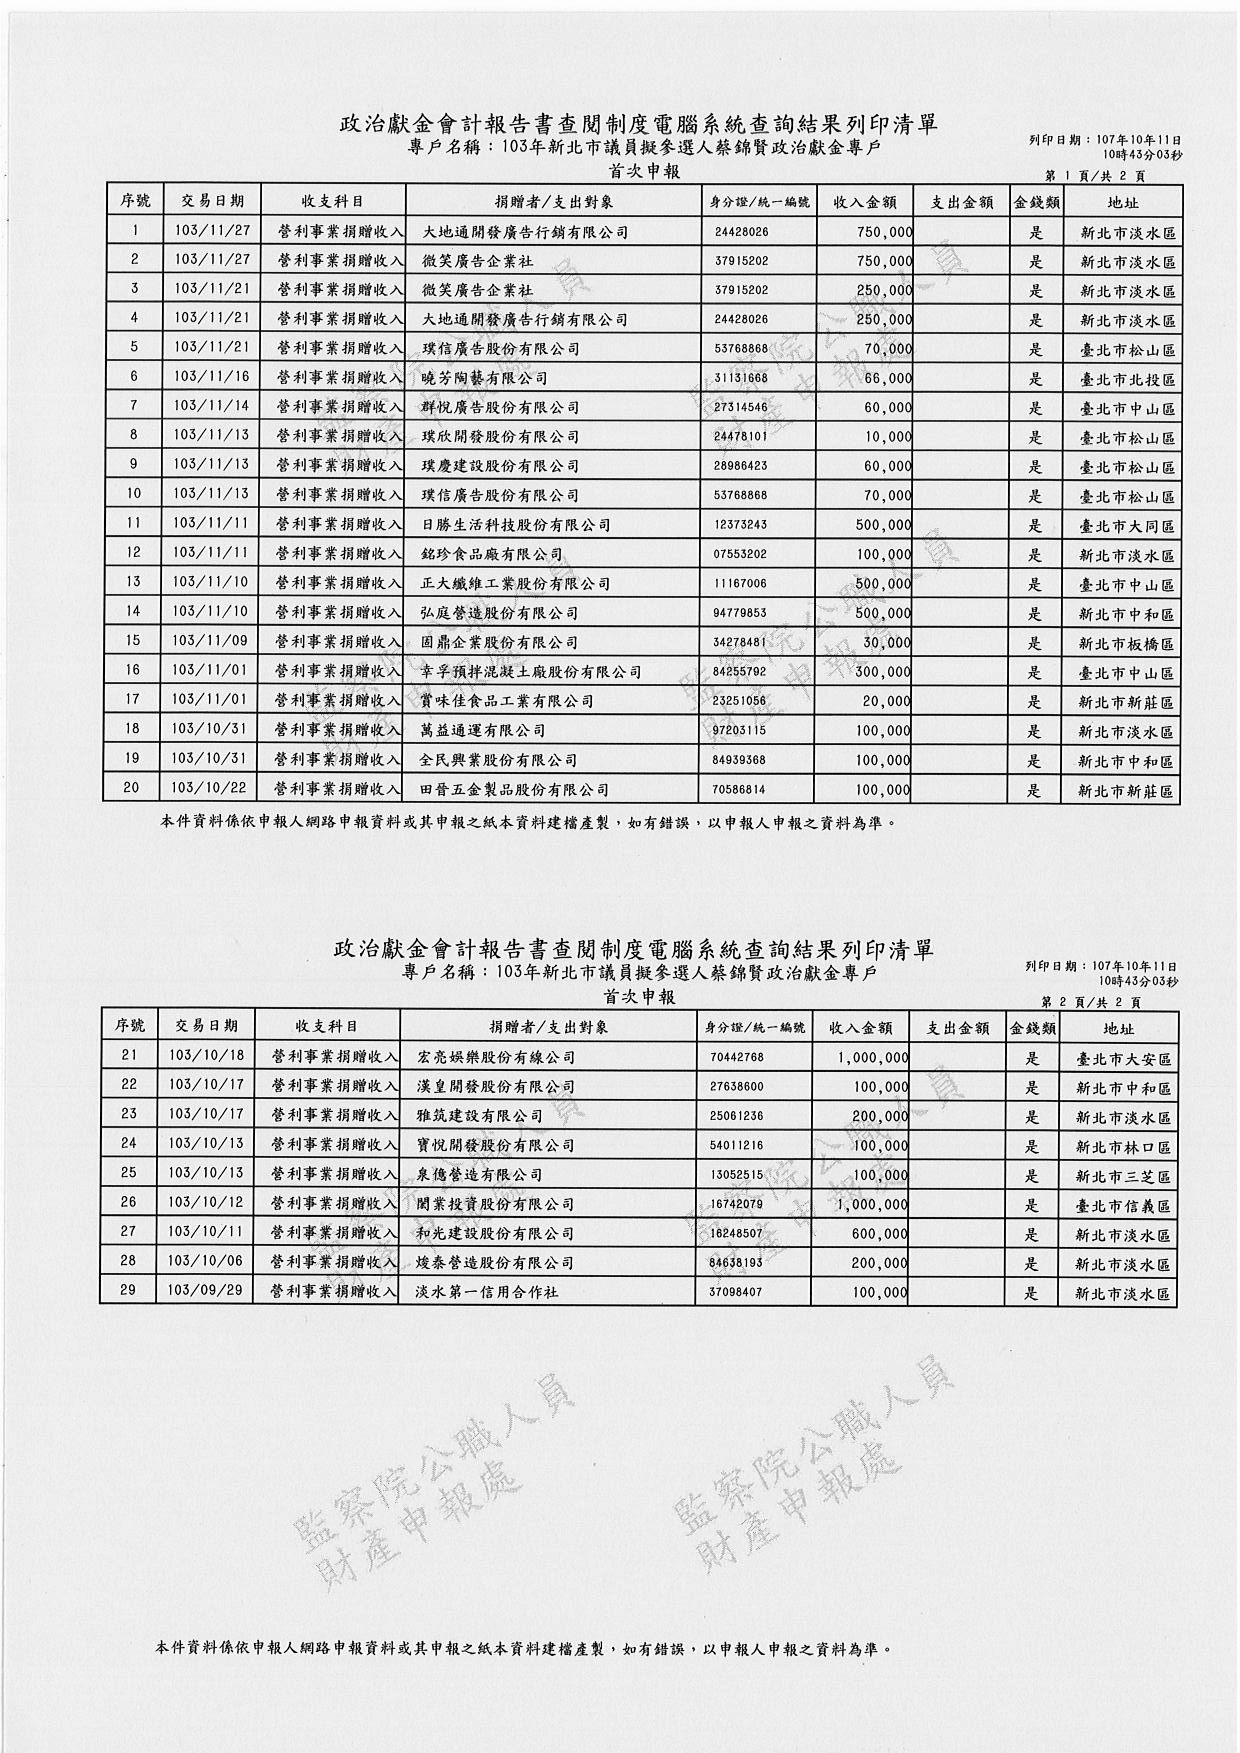 政治獻金會計報告書查閱制度電腦系統查詢結果列印清單
專戶名稱：103年新北市議員擬參選人蔡錦賢政治獻金專戶
列印日期：107年10月11日
10時43分03秒
首次申報
第 1 頁/共 2 頁
序號 交易日期 收支科目 捐贈者/支出對象 身分證/統一編號 收入金額 支出金額 金錢類 地址
1 103/11/27 營利事業捐贈收入 大地通開發廣告行銷有限公司 24428026 750,000 是 新北市淡水區
2 103/11/27 營利事業捐贈收入 微笑廣告企業社 37915202 750,000 是 新北市淡水區
3 103/11/21 營利事業捐贈收入 微笑廣告企業社 37915202 250,000 是 新北市淡水區
4 103/11/21 營利事業捐贈收入 大地通開發廣告行銷有限公司 24428026 250,000 是 新北市淡水區
5 103/11/21 營利事業捐贈收入 璞信廣告股份有限公司 53768868 70,000 是 臺北市松山區
6 103/11/16 營利事業捐贈收入 曉芳陶藝有限公司 31131668 66,000 是 臺北市北投區
7 103/11/14 營利事業捐贈收入 群悅廣告股份有限公司 27314546 60,000 是 臺北市中山區
8 103/11/13 營利事業捐贈收入 璞欣開發股份有限公司 24478101 10,000 是 臺北市松山區
9 103/11/13 營利事業捐贈收入 璞慶建設股份有限公司 28986423 60,000 是 臺北市松山區
10 103/11/13 營利事業捐贈收入 璞信廣告股份有限公司 53768868 70,000 是 臺北市松山區
11 103/11/11 營利事業捐贈收入 日勝生活科技股份有限公司 12373243 500,000 是 臺北市大同區
12 103/11/11 營利事業捐贈收入 銘珍食品廠有限公司 07553202 100,000 是 新北市淡水區
13 103/11/10 營利事業捐贈收入 正大纖維工業股份有限公司 11167006 500,000 是 臺北市中山區
14 103/11/10 營利事業捐贈收入 弘庭營造股份有限公司 94779853 500,000 是 新北市中和區
15 103/11/09 營利事業捐贈收入 固鼎企業股份有限公司 34278481 30,000 是 新北市板橋區
16 103/11/01 營利事業捐贈收入 幸孚預拌混凝土廠股份有限公司 84255792 300,000 是 臺北市中山區
17 103/11/01 營利事業捐贈收入 賞味佳食品工業有限公司 23251056 20,000 是 新北市新莊區
18 103/10/31 營利事業捐贈收入 萬益通運有限公司 97203115 100,000 是 新北市淡水區
19 103/10/31 營利事業捐贈收入 全民興業股份有限公司 84939368 100,000 是 新北市中和區
20 103/10/22 營利事業捐贈收入 田晉五金製品股份有限公司 70586814 100,000 是 新北市新莊區
本件資料係依申報人網路申報資料或其申報之紙本資料建檔產製，如有錯誤，以申報人申報之資料為準。
政治獻金會計報告書查閱制度電腦系統查詢結果列印清單
專戶名稱：103年新北市議員擬參選人蔡錦賢政治獻金專戶
列印日期：107年10月11日
10時43分03秒
首次申報
第 2 頁/共 2 頁
序號 交易日期 收支科目 捐贈者/支出對象 身分證/統一編號 收入金額 支出金額 金錢類 地址
21 103/10/18 營利事業捐贈收入 宏亮娛樂股份有線公司 70442768 1,000,000 是 臺北市大安區
22 103/10/17 營利事業捐贈收入 漢皇開發股份有限公司 27638600 100,000 是 新北市中和區
23 103/10/17 營利事業捐贈收入 雅筑建設有限公司 25061236 200,000 是 新北市淡水區
24 103/10/13 營利事業捐贈收入 寶悅開發股份有限公司 54011216 100,000 是 新北市林口區
25 103/10/13 營利事業捐贈收入 泉億營造有限公司 13052515 100,000 是 新北市三芝區
26 103/10/12 營利事業捐贈收入 閎業投資股份有限公司 16742079 1,000,000 是 臺北市信義區
27 103/10/11 營利事業捐贈收入 和光建設股份有限公司 16248507 600,000 是 新北市淡水區
28 103/10/06 營利事業捐贈收入 焌泰營造股份有限公司 84638193 200,000 是 新北市淡水區
29 103/09/29 營利事業捐贈收入 淡水第一信用合作社 37098407 100,000 是 新北市淡水區
監察院公職人員
財產申報處
監察院公職人員
財產申報處
本件資料係依申報人網路申報資料或其申報之紙本資料建檔產製，如有錯誤，以申報人申報之資料為準。